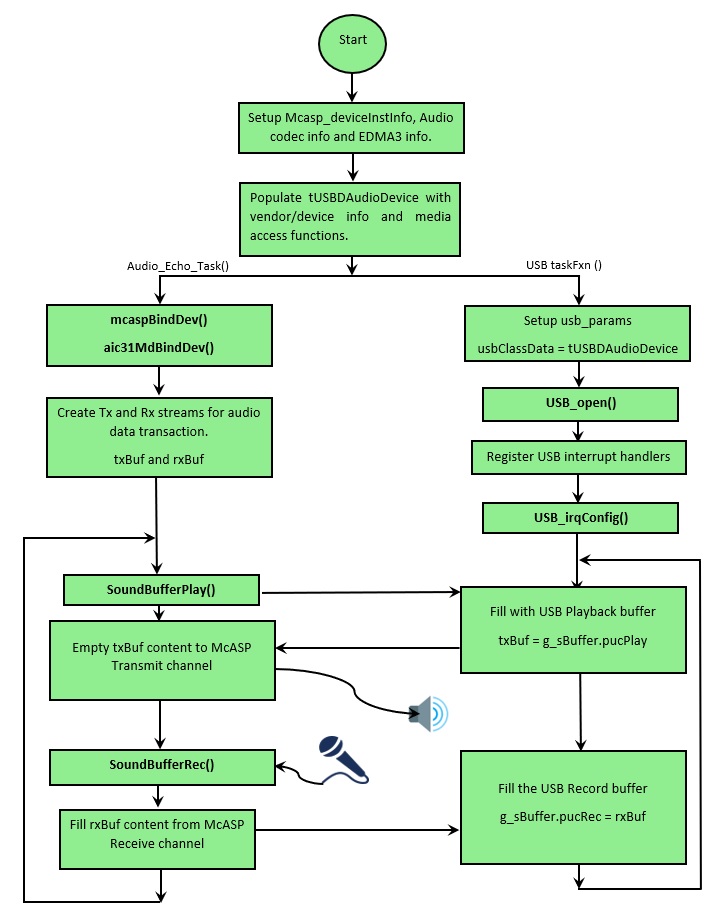 Start
Setup Mcasp_deviceInstInfo, Audio
codec info and EDMA3 info.
Populate tUSBDAudioDevice with
vendor/device info and media
access functions.
Audio_Echo_Task()
USB taskFxn ()
mcaspBindDev()
aic31MdBindDev()
Setup usb_params
usbClassData = tUSBDAudioDevice
Create Tx and Rx streams for audio
data transaction.
txBuf and rxBuf
USB_open()
Register USB interrupt handlers
USB_irqConfig()
SoundBufferPlay()
Fill with USB Playback buffer
txBuf = g_sBuffer.pucPlay
Empty txBuf content to McASP
Transmit channel
SoundBufferRec()
Fill the USB Record buffer
g_sBuffer.pucRec = rxBuf
Fill rxBuf content from McASP
Receive channel